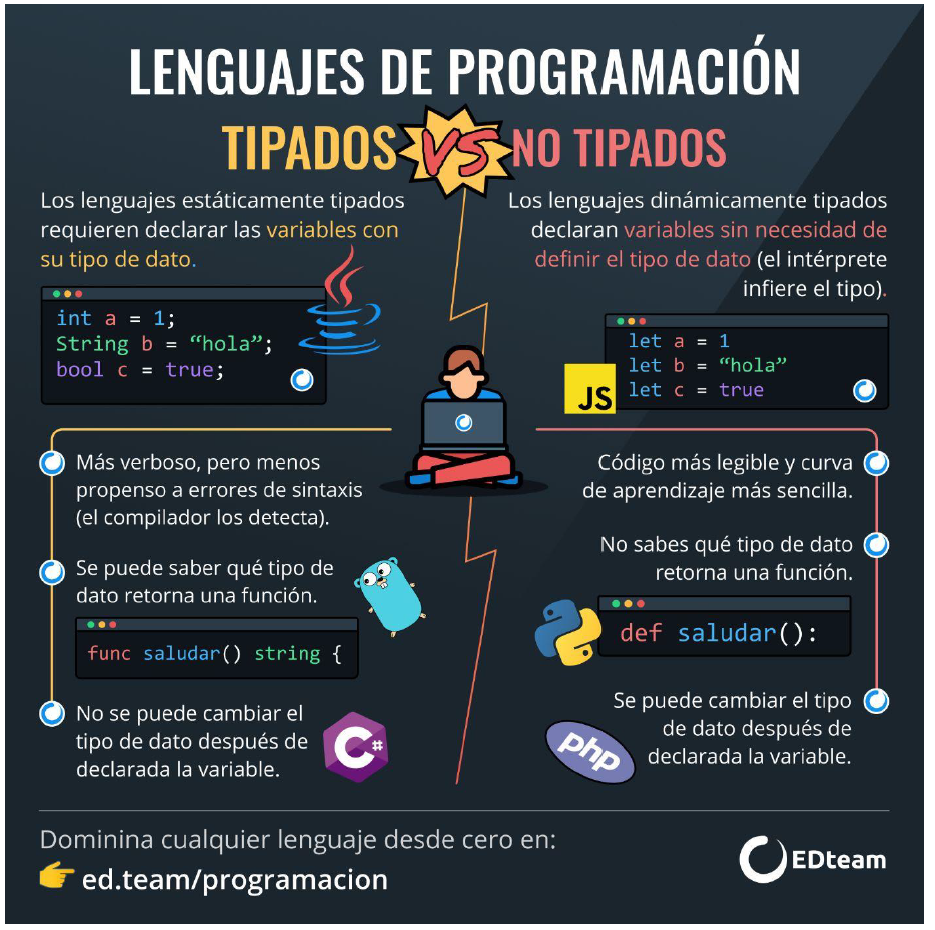 LENGUAJES DE PROGRAMACIÓN
TIPADOS VS NO TIPADOS
Los lenguajes estáticamente tipados
requieren declarar las variables con
su tipo de dato.
int a = 1;
String b = “hola”;
bool c = true;
Más verboso, pero menos
propenso a errores de sintaxis
(el compilador los detecta).
Se puede saber qué tipo de
dato retorna una función.
func saludar() string {
No se puede cambiar el
tipo de dato después de
declarada la variable.
C#
Los lenguajes dinámicamente tipados
declaran variables sin necesidad de
definir el tipo de dato (el intérprete
infiere el tipo).
let a = 1
let b = “hola”
let c = true
JS
Código más legible y curva
de aprendizaje más sencilla.
No sabes qué tipo de dato
retorna una función.
def saludar():
Se puede cambiar el tipo
de dato después de
declarada la variable.
php
Dominina cualquier lenguaje desde cero en:
ed.team/programacion
EDteam